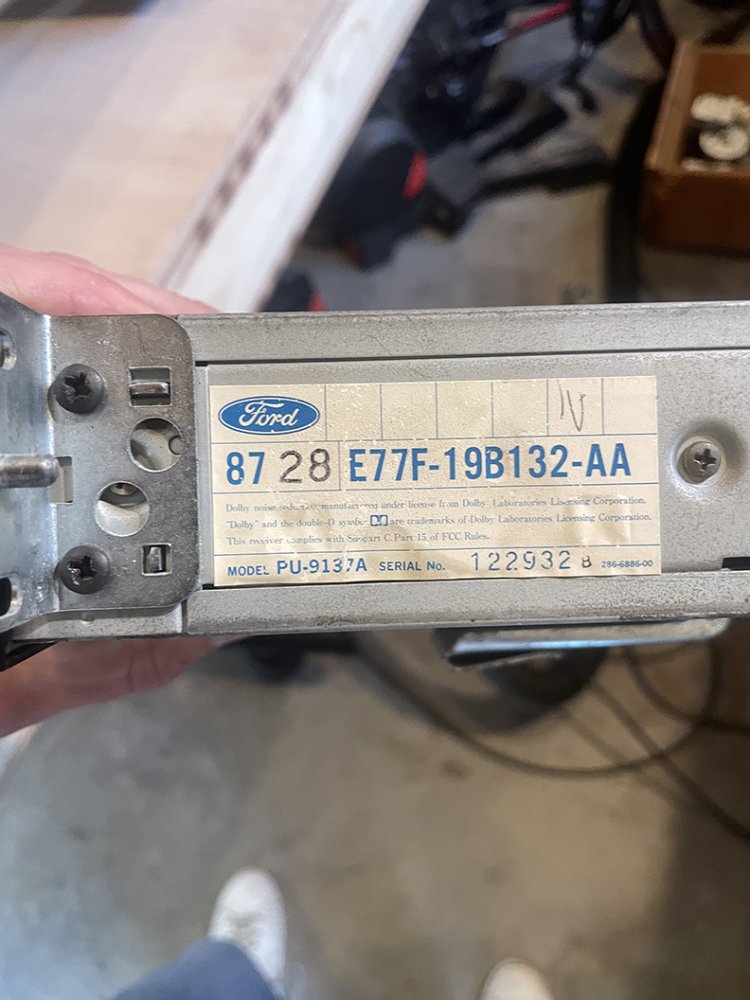 Ford
IV
87 28 E77F-19B132-AA
Dolby noise reduction manufactured under license from Dolby Laboratories Licensing Corporation.
"Dolby" and the double-D symbol are trademarks of Dolby Laboratories Licensing Corporation.
This receiver complies with Subpart C, Part 15 of FCC Rules.
MODEL PU-9137A SERIAL No. 122932 B 286-6886-00